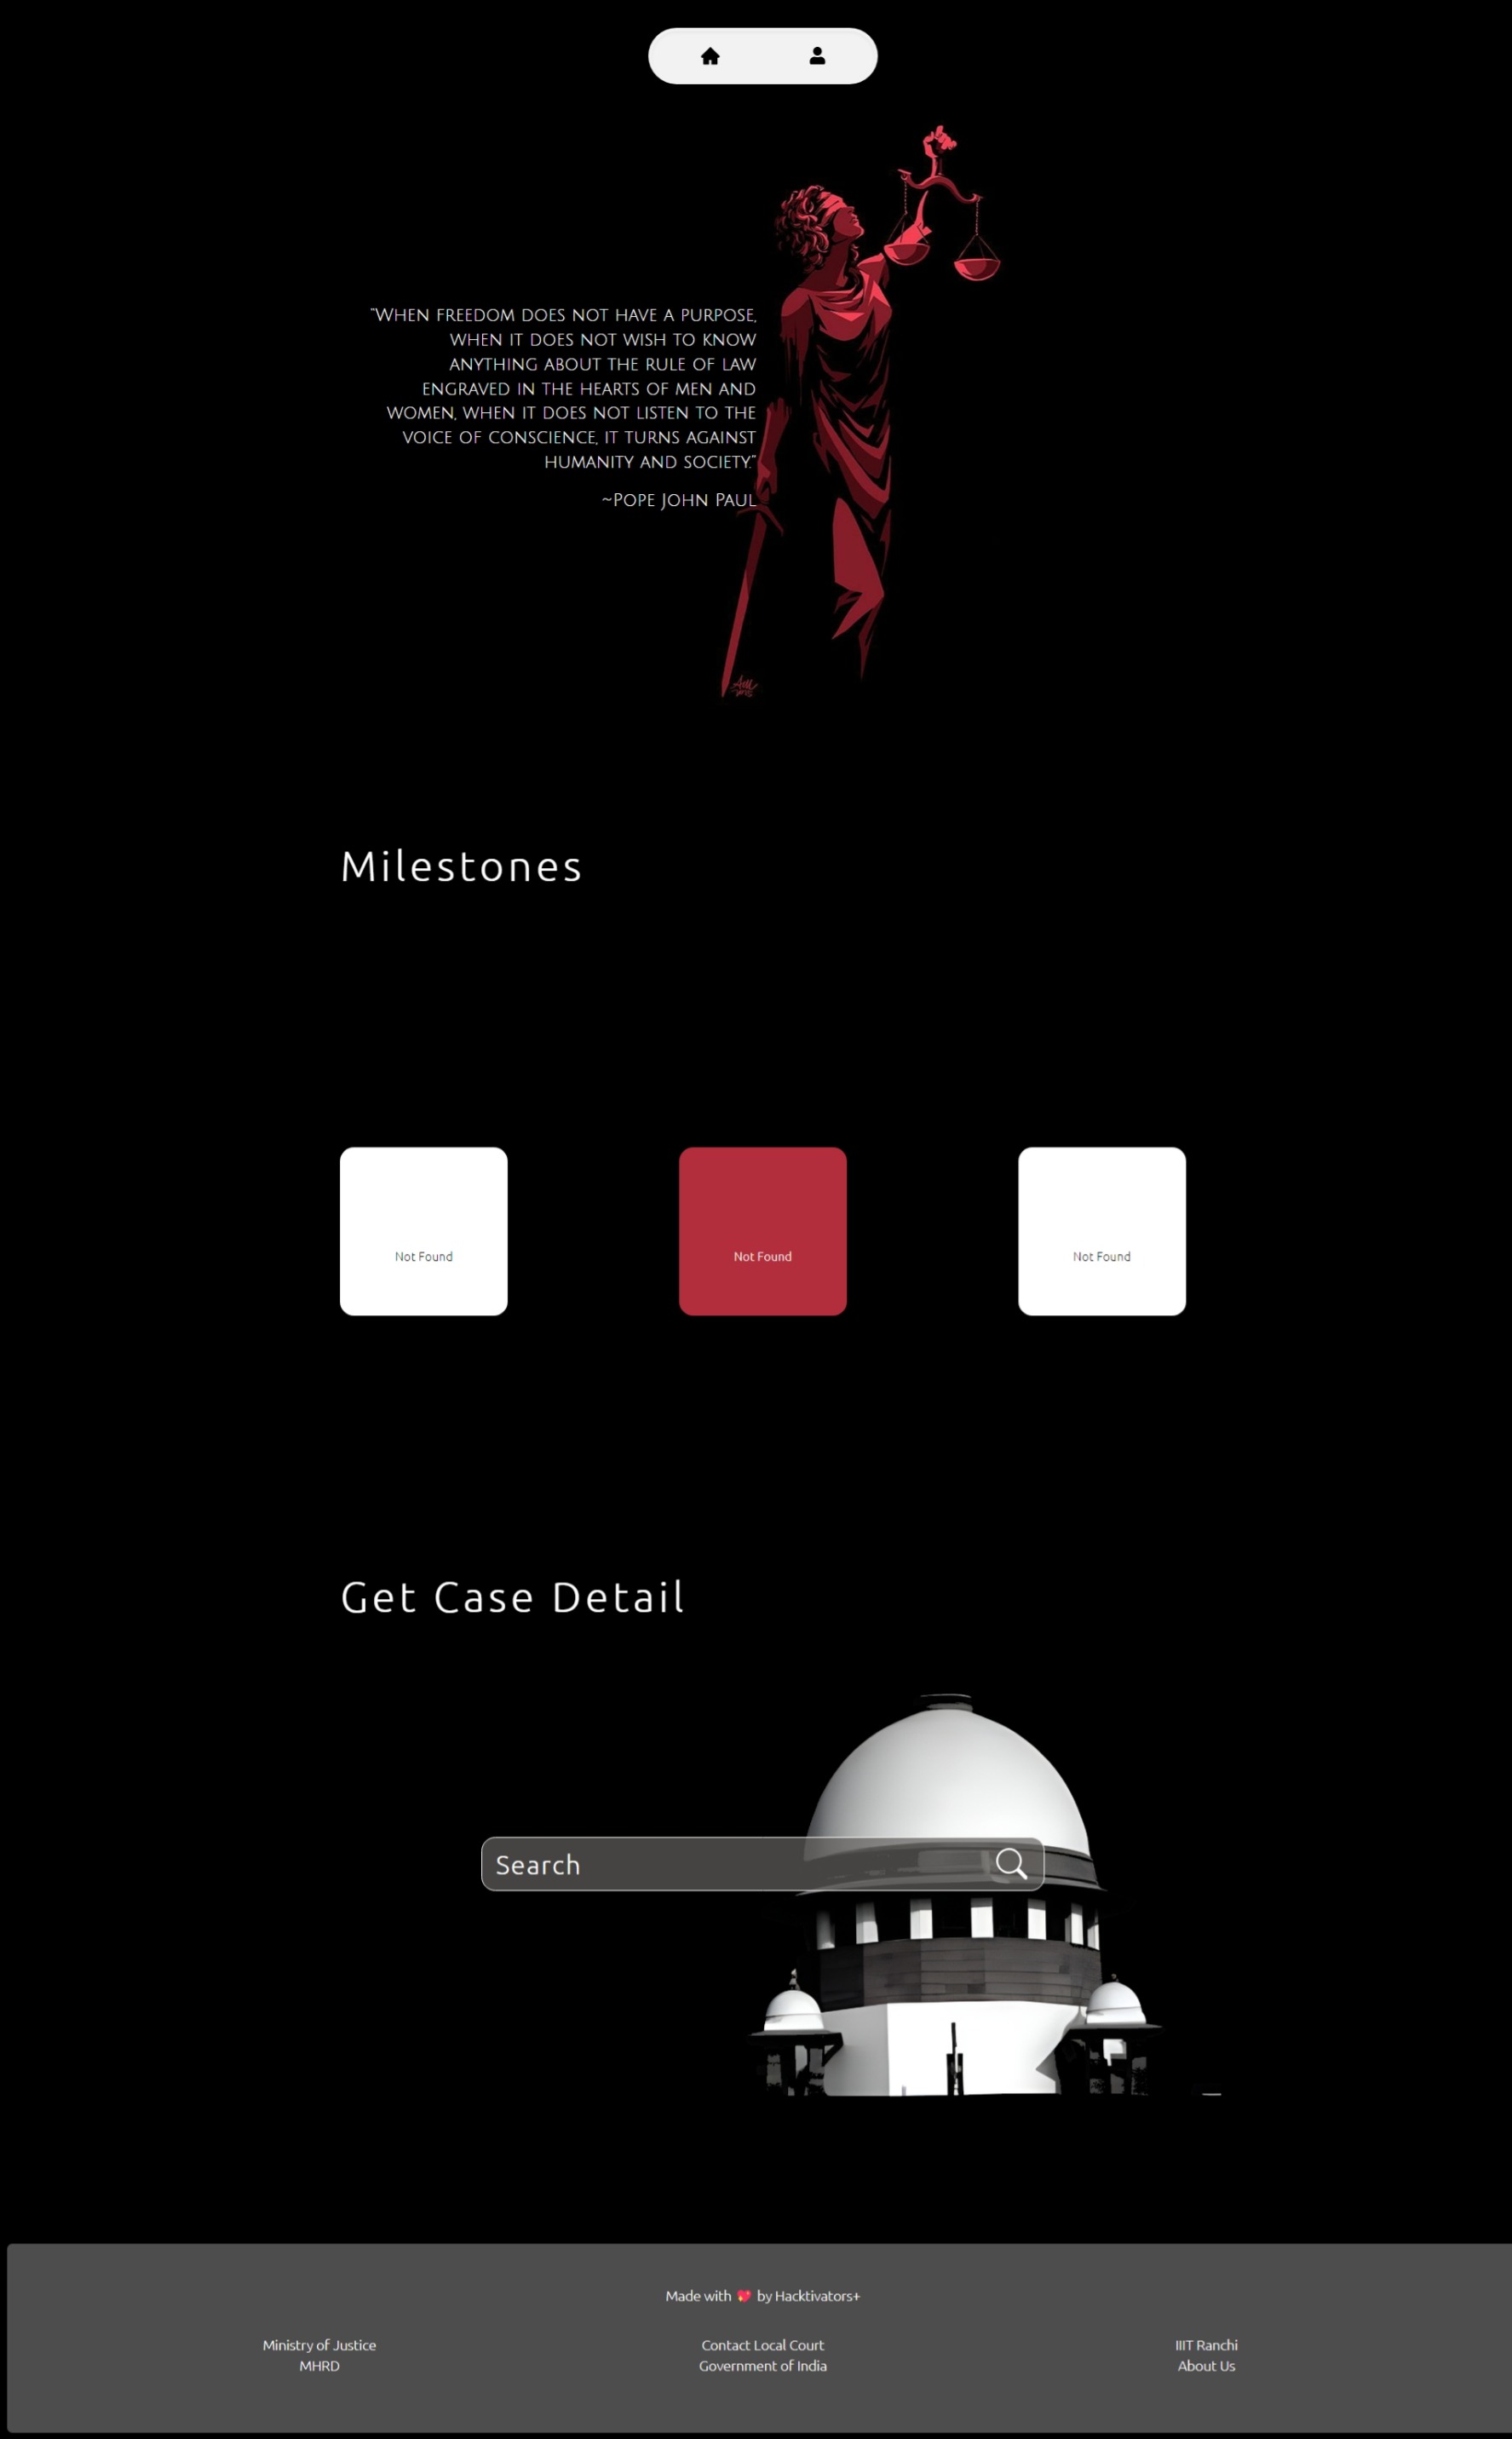 "When freedom does not have a purpose,
when it does not wish to know
anything about the rule of law
engraved in the hearts of men and
women, when it does not listen to the
voice of conscience, it turns against
humanity and society."
~Pope John Paul
Milestones
Not Found
Not Found
Not Found
Get Case Detail
Search
Made with 💖 by Hacktivators+
Ministry of Justice
MHRD
Contact Local Court
Government of India
IIIT Ranchi
About Us